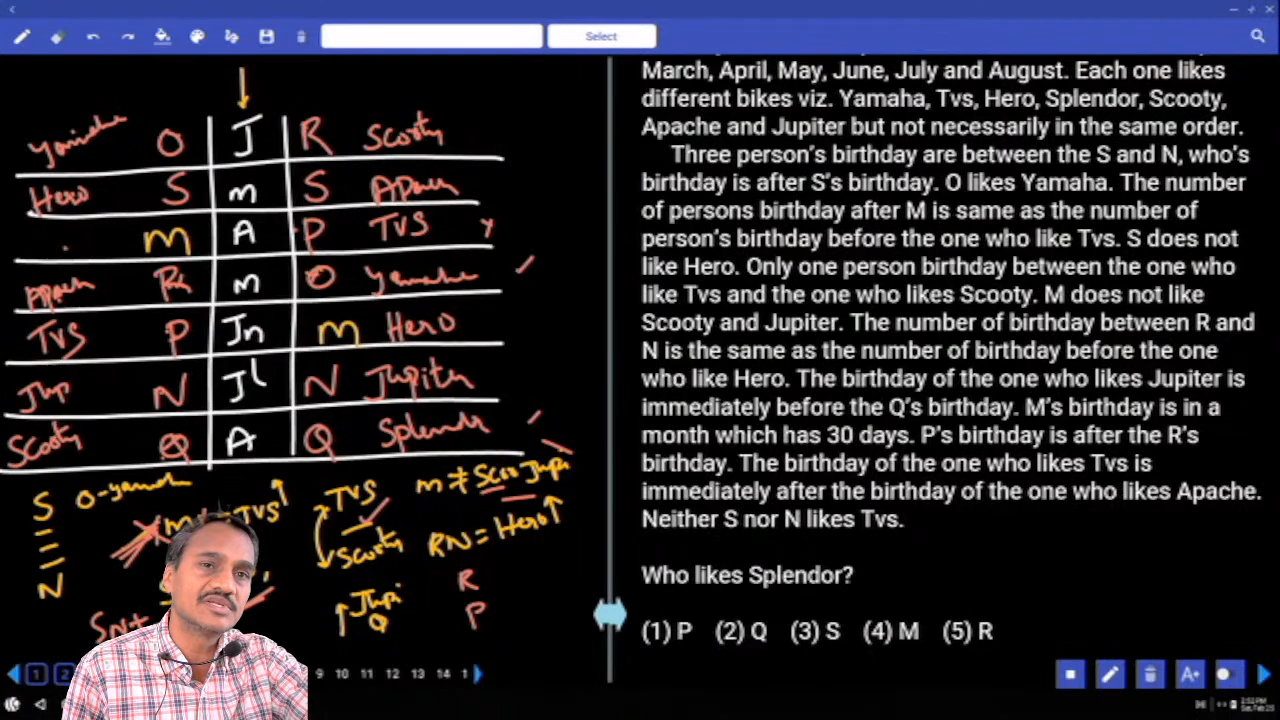 Select
yamaha O J R Scooty
Hero S m S Apach
M A P TVS x
Apach R m O yamaha
TVS P Jn M Hero
Jup N Jl N Jupiter
Scooty Q A Q Splendr
S O-yamah
N
TVS
Scooty
Jupi
Q
RN = Hero
R
P
March, April, May, June, July and August. Each one likes
different bikes viz. Yamaha, Tvs, Hero, Splendor, Scooty,
Apache and Jupiter but not necessarily in the same order.
Three person's birthday are between the S and N, who's
birthday is after S's birthday. O likes Yamaha. The number
of persons birthday after M is same as the number of
person's birthday before the one who like Tvs. S does not
like Hero. Only one person birthday between the one who
like Tvs and the one who likes Scooty. M does not like
Scooty and Jupiter. The number of birthday between R and
N is the same as the number of birthday before the one
who like Hero. The birthday of the one who likes Jupiter is
immediately before the Q's birthday. M's birthday is in a
month which has 30 days. P's birthday is after the R's
birthday. The birthday of the one who likes Tvs is
immediately after the birthday of the one who likes Apache.
Neither S nor N likes Tvs.
Who likes Splendor?
(1) P (2) Q (3) S (4) M (5) R
1 2 9 10 11 12 13 14 1
A+